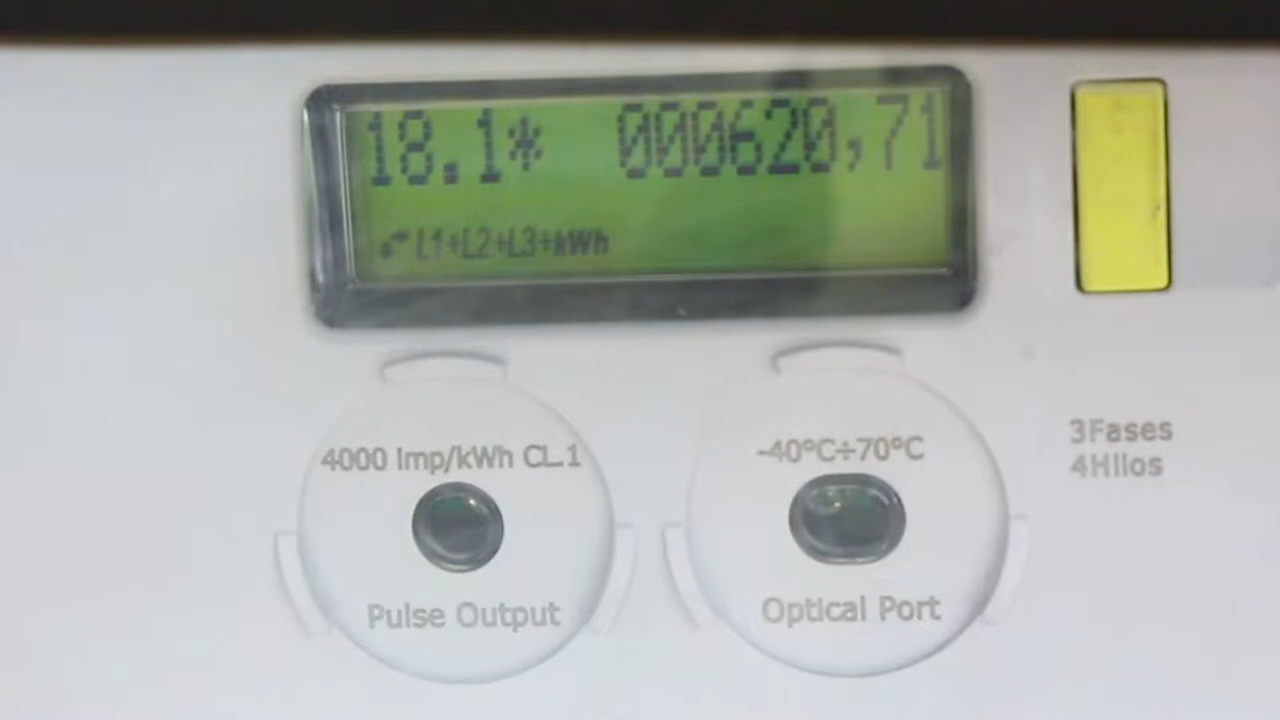 18.1* 000620,71
L1+L2+L3+kWh
4000 imp/kWh CL.1
-40°C÷70°C
3Fases
4Hilos
Pulse Output
Optical Port